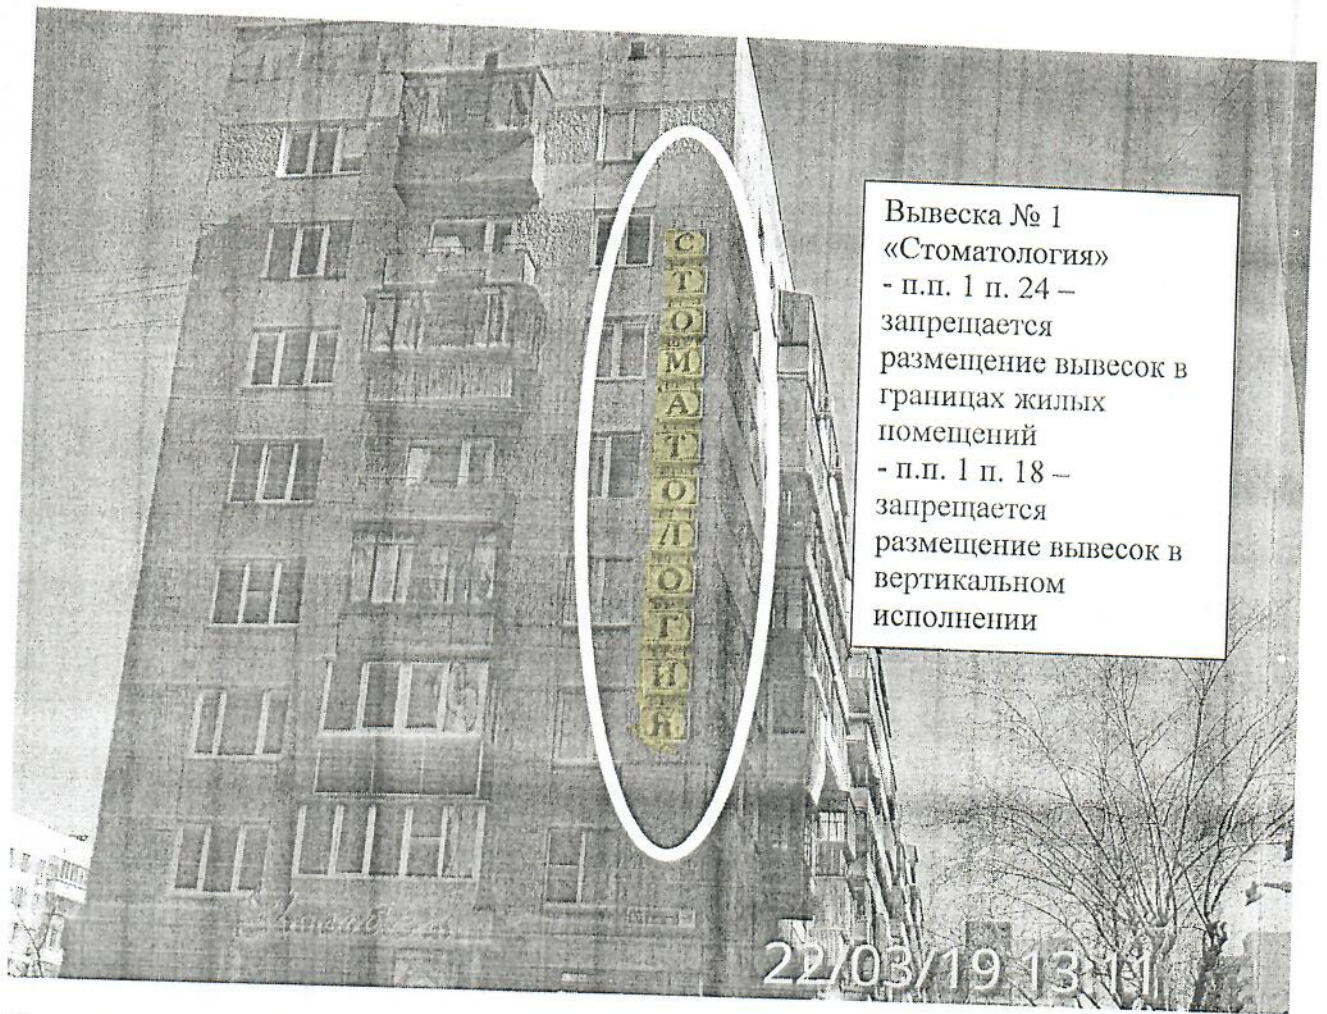 С
Т
О
М
А
Т
О
Л
О
Г
И
Я
Вывеска № 1
«Стоматология»
- п.п. 1 п. 24 –
запрещается
размещение вывесок в
границах жилых
помещений
- п.п. 1 п. 18 –
запрещается
размещение вывесок в
вертикальном
исполнении
22/03/19 13:11